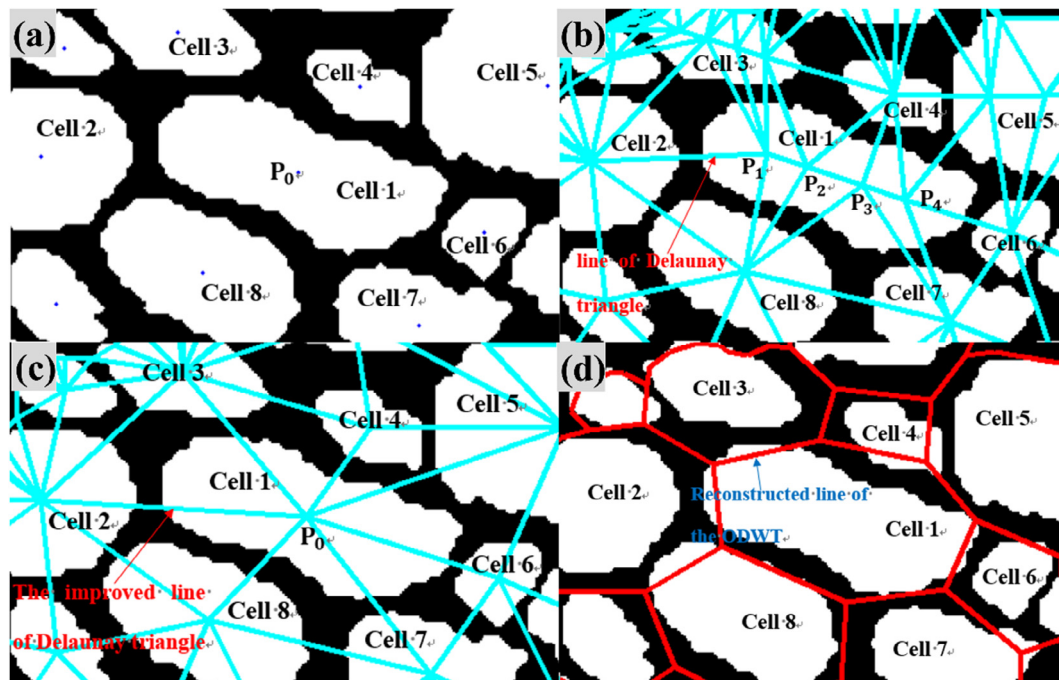 (a)
Cell 3
Cell 4
Cell 5
Cell 2
P0
Cell 1
Cell 6
Cell 8
Cell 7
(b)
Cell 3
Cell 4
Cell 5
Cell 2
Cell 1
P1
P2
P3
P4
Cell 6
line of Delaunay
triangle
Cell 8
Cell 7
(c)
Cell 3
Cell 5
Cell 4
Cell 1
Cell 2
P0
Cell 6
The improved line
of Delaunay triangle
Cell 8
Cell 7
(d)
Cell 3
Cell 5
Cell 4
Cell 2
Reconstructed line of
the ODWT
Cell 1
Cell 6
Cell 8
Cell 7